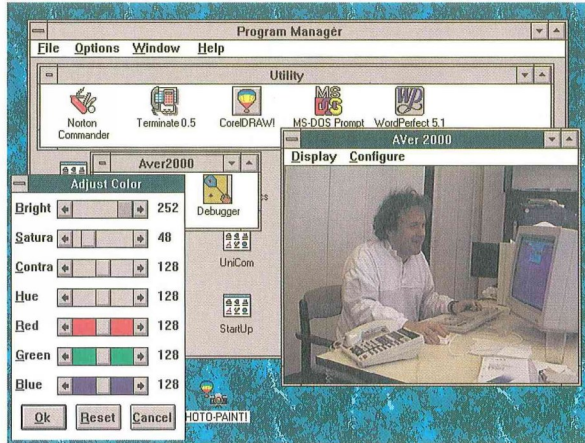 Program Manager
File Options Window Help
Utility
Norton Commander
Terminate 0.5
CorelDRAW!
MS-DOS Prompt
WordPerfect 5.1
Aver2000
Debugger
UniCom
StartUp
HOTO-PAINT!
AVer 2000
Display Configure
Adjust Color
Bright 252
Satura 48
Contra 128
Hue 128
Red 128
Green 128
Blue 128
Ok Reset Cancel